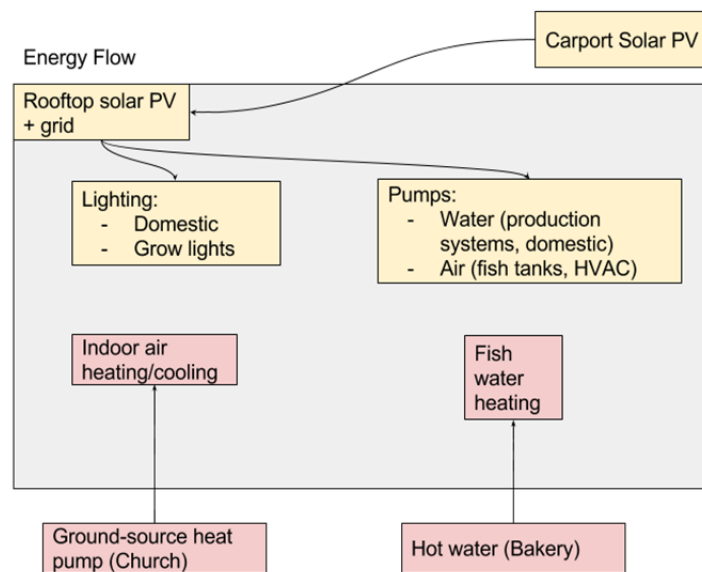 Carport Solar PV
Energy Flow
Rooftop solar PV
+ grid
Lighting:
- Domestic
- Grow lights
Pumps:
- Water (production
systems, domestic)
- Air (fish tanks, HVAC)
Indoor air
heating/cooling
Fish
water
heating
Ground-source heat
pump (Church)
Hot water (Bakery)